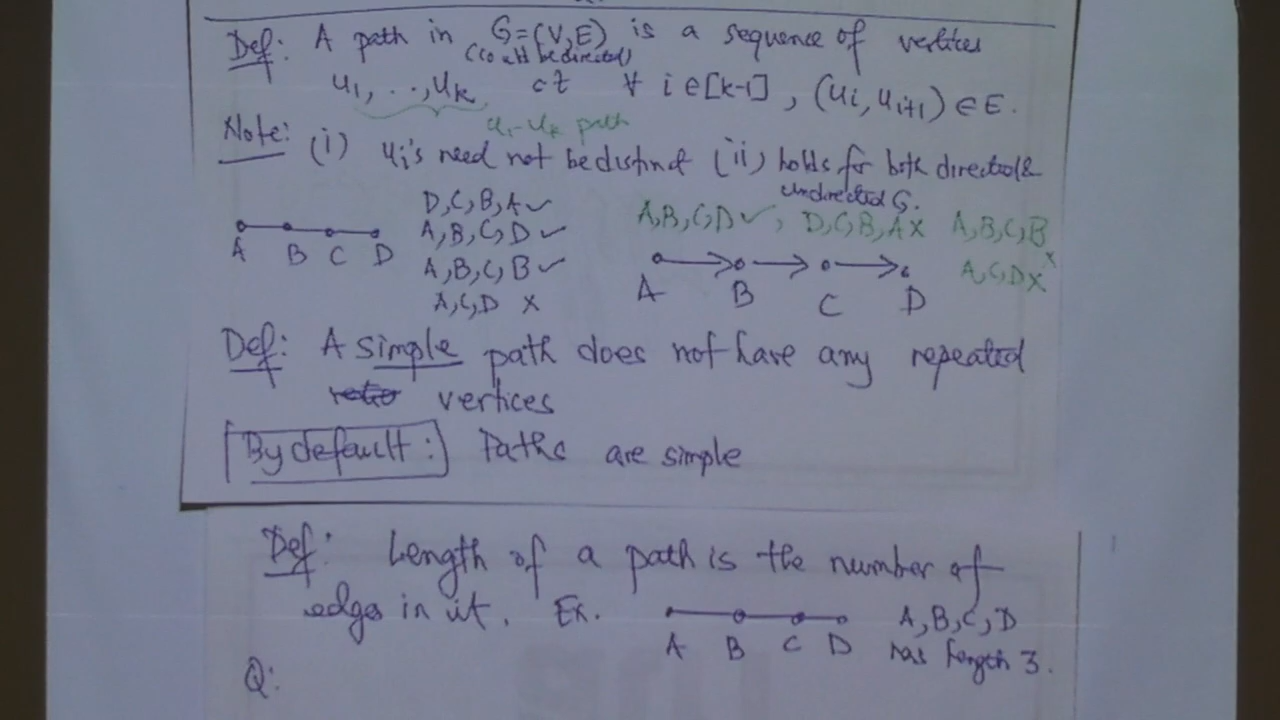 Def: A path in G=(V,E) is a sequence of vertices
(could be directed)
u1, ..., uk st ∀ i∈[k-1], (ui, ui+1) ∈ E.
u1-uk path
Note: (i) ui's need not be distinct (ii) holds for both directed &
undirected G.
D,C,B,A ✓
A,B,C,D ✓
A,B,C,B ✓
A,C,D X
A B C D
A,B,C,D ✓, D,C,B,A X A,B,C,B X
A,C,D X
A B C D
Def: A simple path does not have any repeated
vertices
By default: Paths are simple
Def: Length of a path is the number of
edges in it. Ex. A,B,C,D
A B C D has length 3.
Q: